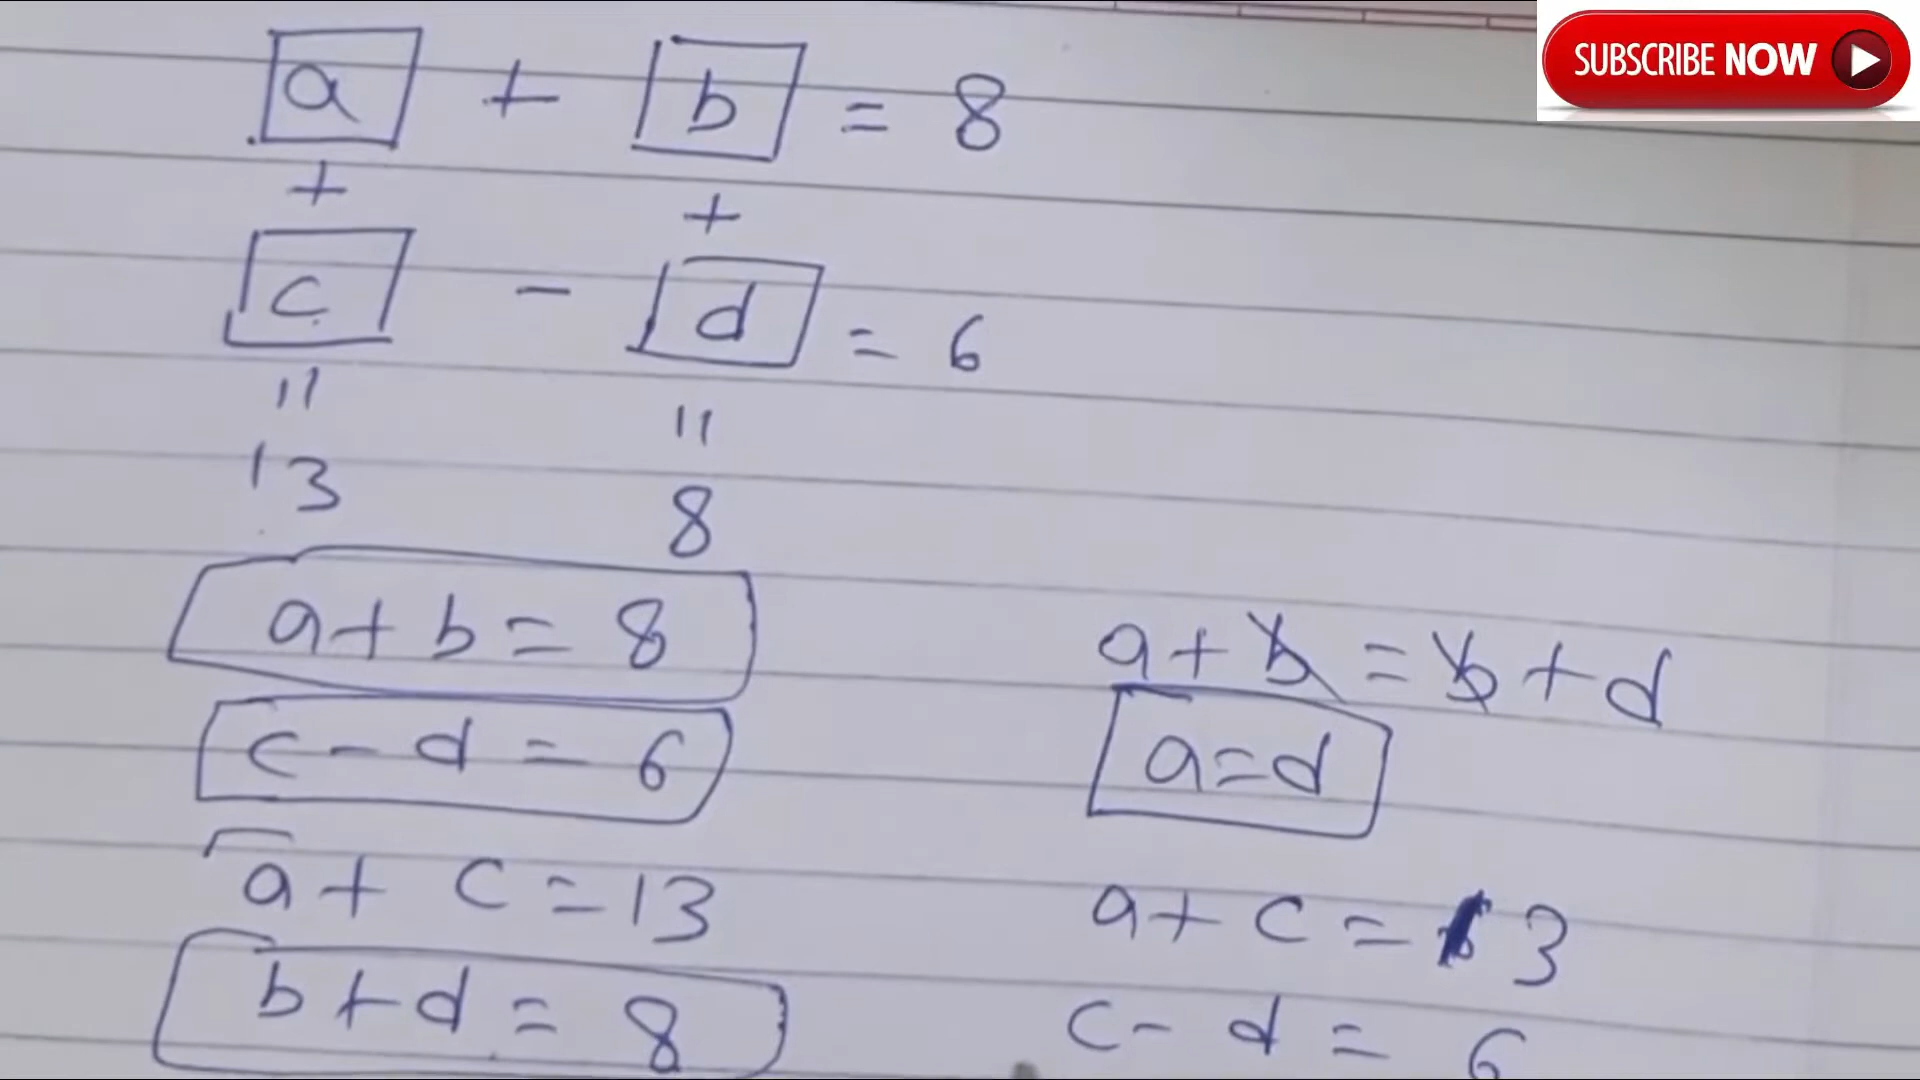 SUBSCRIBE NOW
a + b = 8
+ +
c - d = 6
= =
13 8
a + b = 8
c - d = 6
a + c = 13
b + d = 8
a + b = b + d
a = d
a + c = 13
c - d = 6